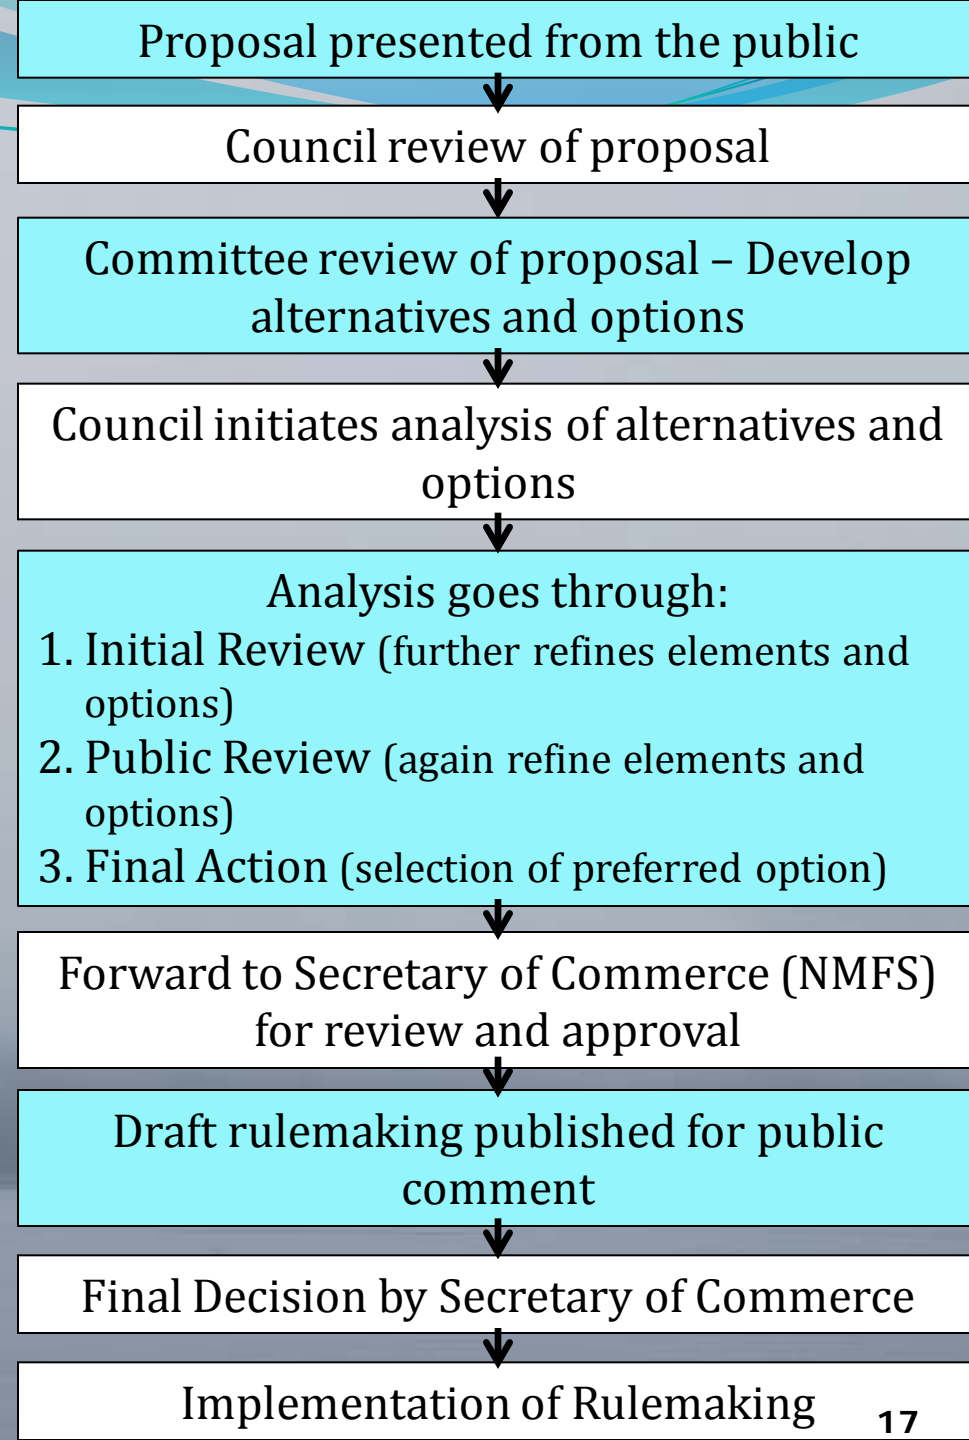 Proposal presented from the public
Council review of proposal
Committee review of proposal – Develop
alternatives and options
Council initiates analysis of alternatives and
options
Analysis goes through:
1. Initial Review (further refines elements and
options)
2. Public Review (again refine elements and
options)
3. Final Action (selection of preferred option)
Forward to Secretary of Commerce (NMFS)
for review and approval
Draft rulemaking published for public
comment
Final Decision by Secretary of Commerce
Implementation of Rulemaking
17